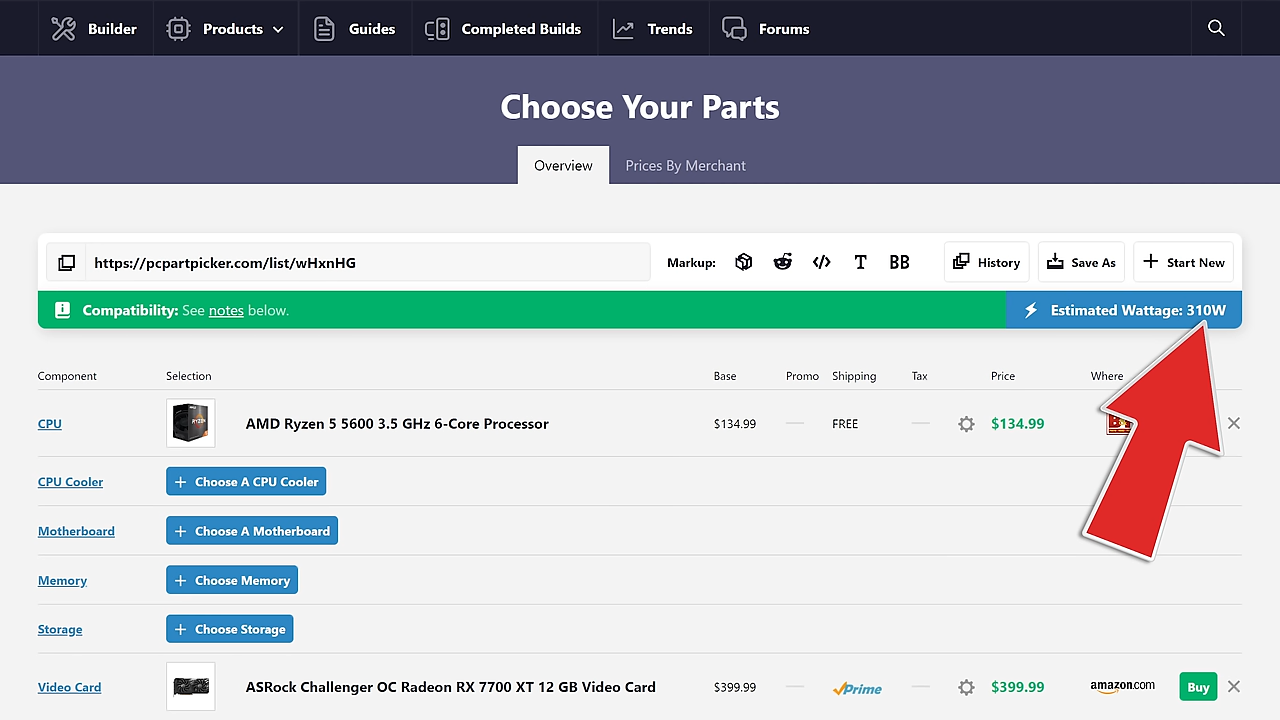 Builder Products Guides Completed Builds Trends Forums
Choose Your Parts
Overview Prices By Merchant
https://pcpartpicker.com/list/wHxnHG Markup: T BB History Save As Start New
Compatibility: See notes below. Estimated Wattage: 310W
Component Selection Base Promo Shipping Tax Price Where
CPU AMD Ryzen 5 5600 3.5 GHz 6-Core Processor $134.99 FREE $134.99
CPU Cooler + Choose A CPU Cooler
Motherboard + Choose A Motherboard
Memory + Choose Memory
Storage + Choose Storage
Video Card ASRock Challenger OC Radeon RX 7700 XT 12 GB Video Card $399.99 Prime $399.99 amazon.com Buy